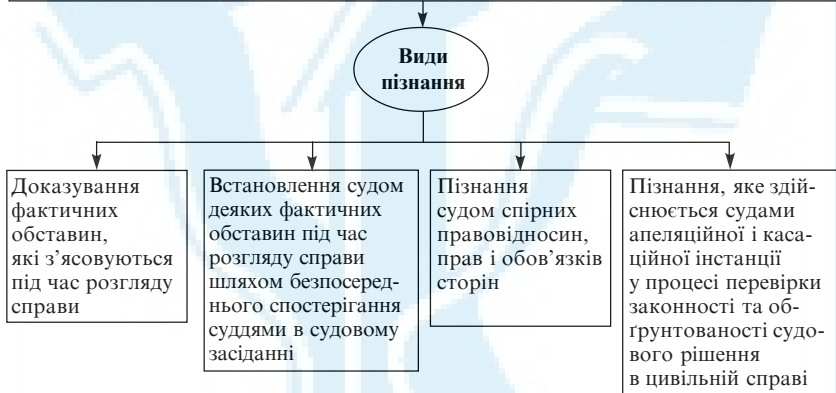 Види
пізнання
Доказування
фактичних
обставин,
які з’ясовуються
під час розгляду
справи
Встановлення судом
деяких фактичних
обставин під час
розгляду справи
шляхом безпосеред-
нього спостерігання
суддями в судовому
засіданні
Пізнання
судом спірних
правовідносин,
прав і обов’язків
сторін
Пізнання, яке здій-
снюється судами
апеляційної і каса-
ційної інстанції
у процесі перевірки
законності та об-
ґрунтованості судо-
вого рішення
в цивільній справі